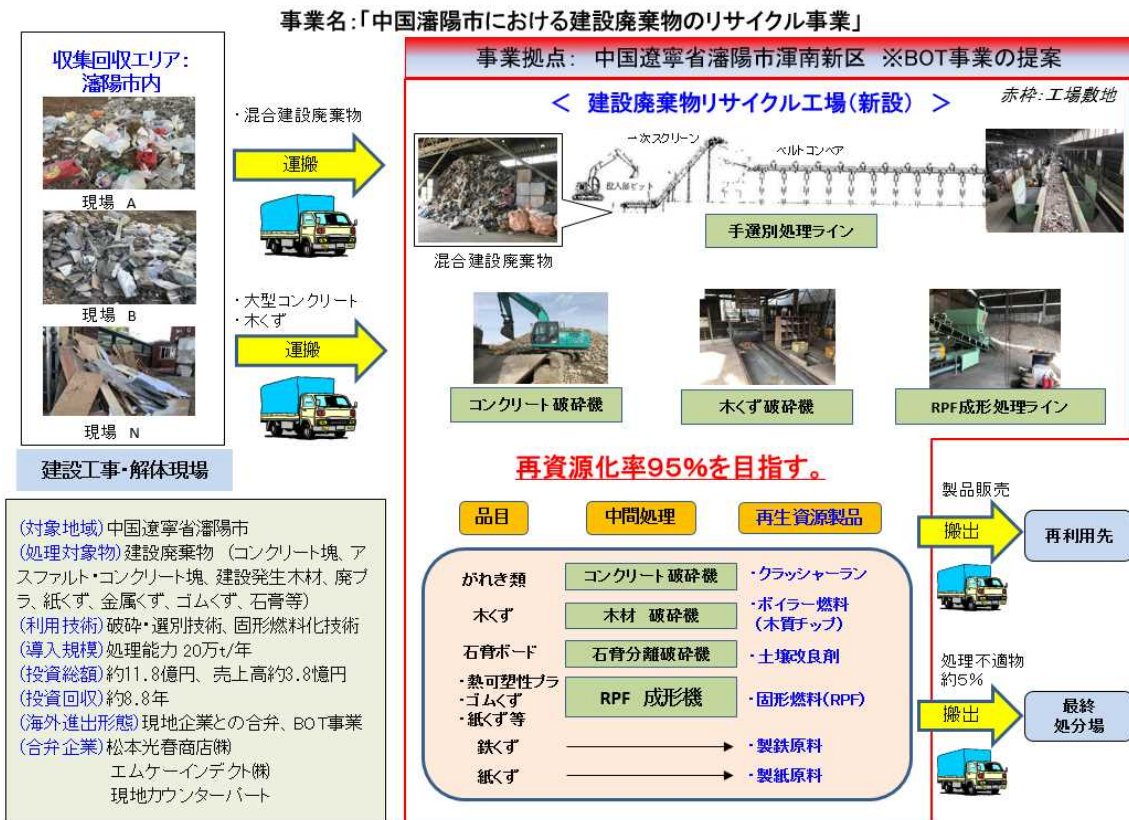 事業名:「中国瀋陽市における建設廃棄物のリサイクル事業」
収集回収エリア:
瀋陽市内
現場 A
現場 B
現場 N
建設工事・解体現場
・混合建設廃棄物
運搬
・大型コンクリート
・木くず
運搬
事業拠点: 中国遼寧省瀋陽市渾南新区 ※BOT事業の提案
< 建設廃棄物リサイクル工場(新設) >
赤枠:工場敷地
一次スクリーン
ベルトコンベア
投入部ピット
混合建設廃棄物
手選別処理ライン
コンクリート破砕機
木くず破砕機
RPF成形処理ライン
再資源化率95%を目指す。
品目
中間処理
再生資源製品
がれき類
コンクリート破砕機
・クラッシャーラン
木くず
木材 破砕機
・ボイラー燃料
(木質チップ)
石膏ボード
石膏分離破砕機
・土壌改良剤
・熱可塑性プラ
・ゴムくず
・紙くず等
RPF 成形機
・固形燃料(RPF)
鉄くず
・製鉄原料
紙くず
・製紙原料
製品販売
搬出
再利用先
処理不適物
約5%
搬出
最終
処分場
(対象地域)中国遼寧省瀋陽市
(処理対象物)建設廃棄物 (コンクリート塊、ア
スファルト・コンクリート塊、建設発生木材、廃プ
ラ、紙くず、金属くず、ゴムくず、石膏等)
(利用技術)破砕・選別技術、固形燃料化技術
(導入規模)処理能力 20万t/年
(投資総額)約11.8億円、売上高約3.8億円
(投資回収)約8.8年
(海外進出形態)現地企業との合弁、BOT事業
(合弁企業)松本光春商店㈱
エムケーインデクト㈱
現地カウンターパート